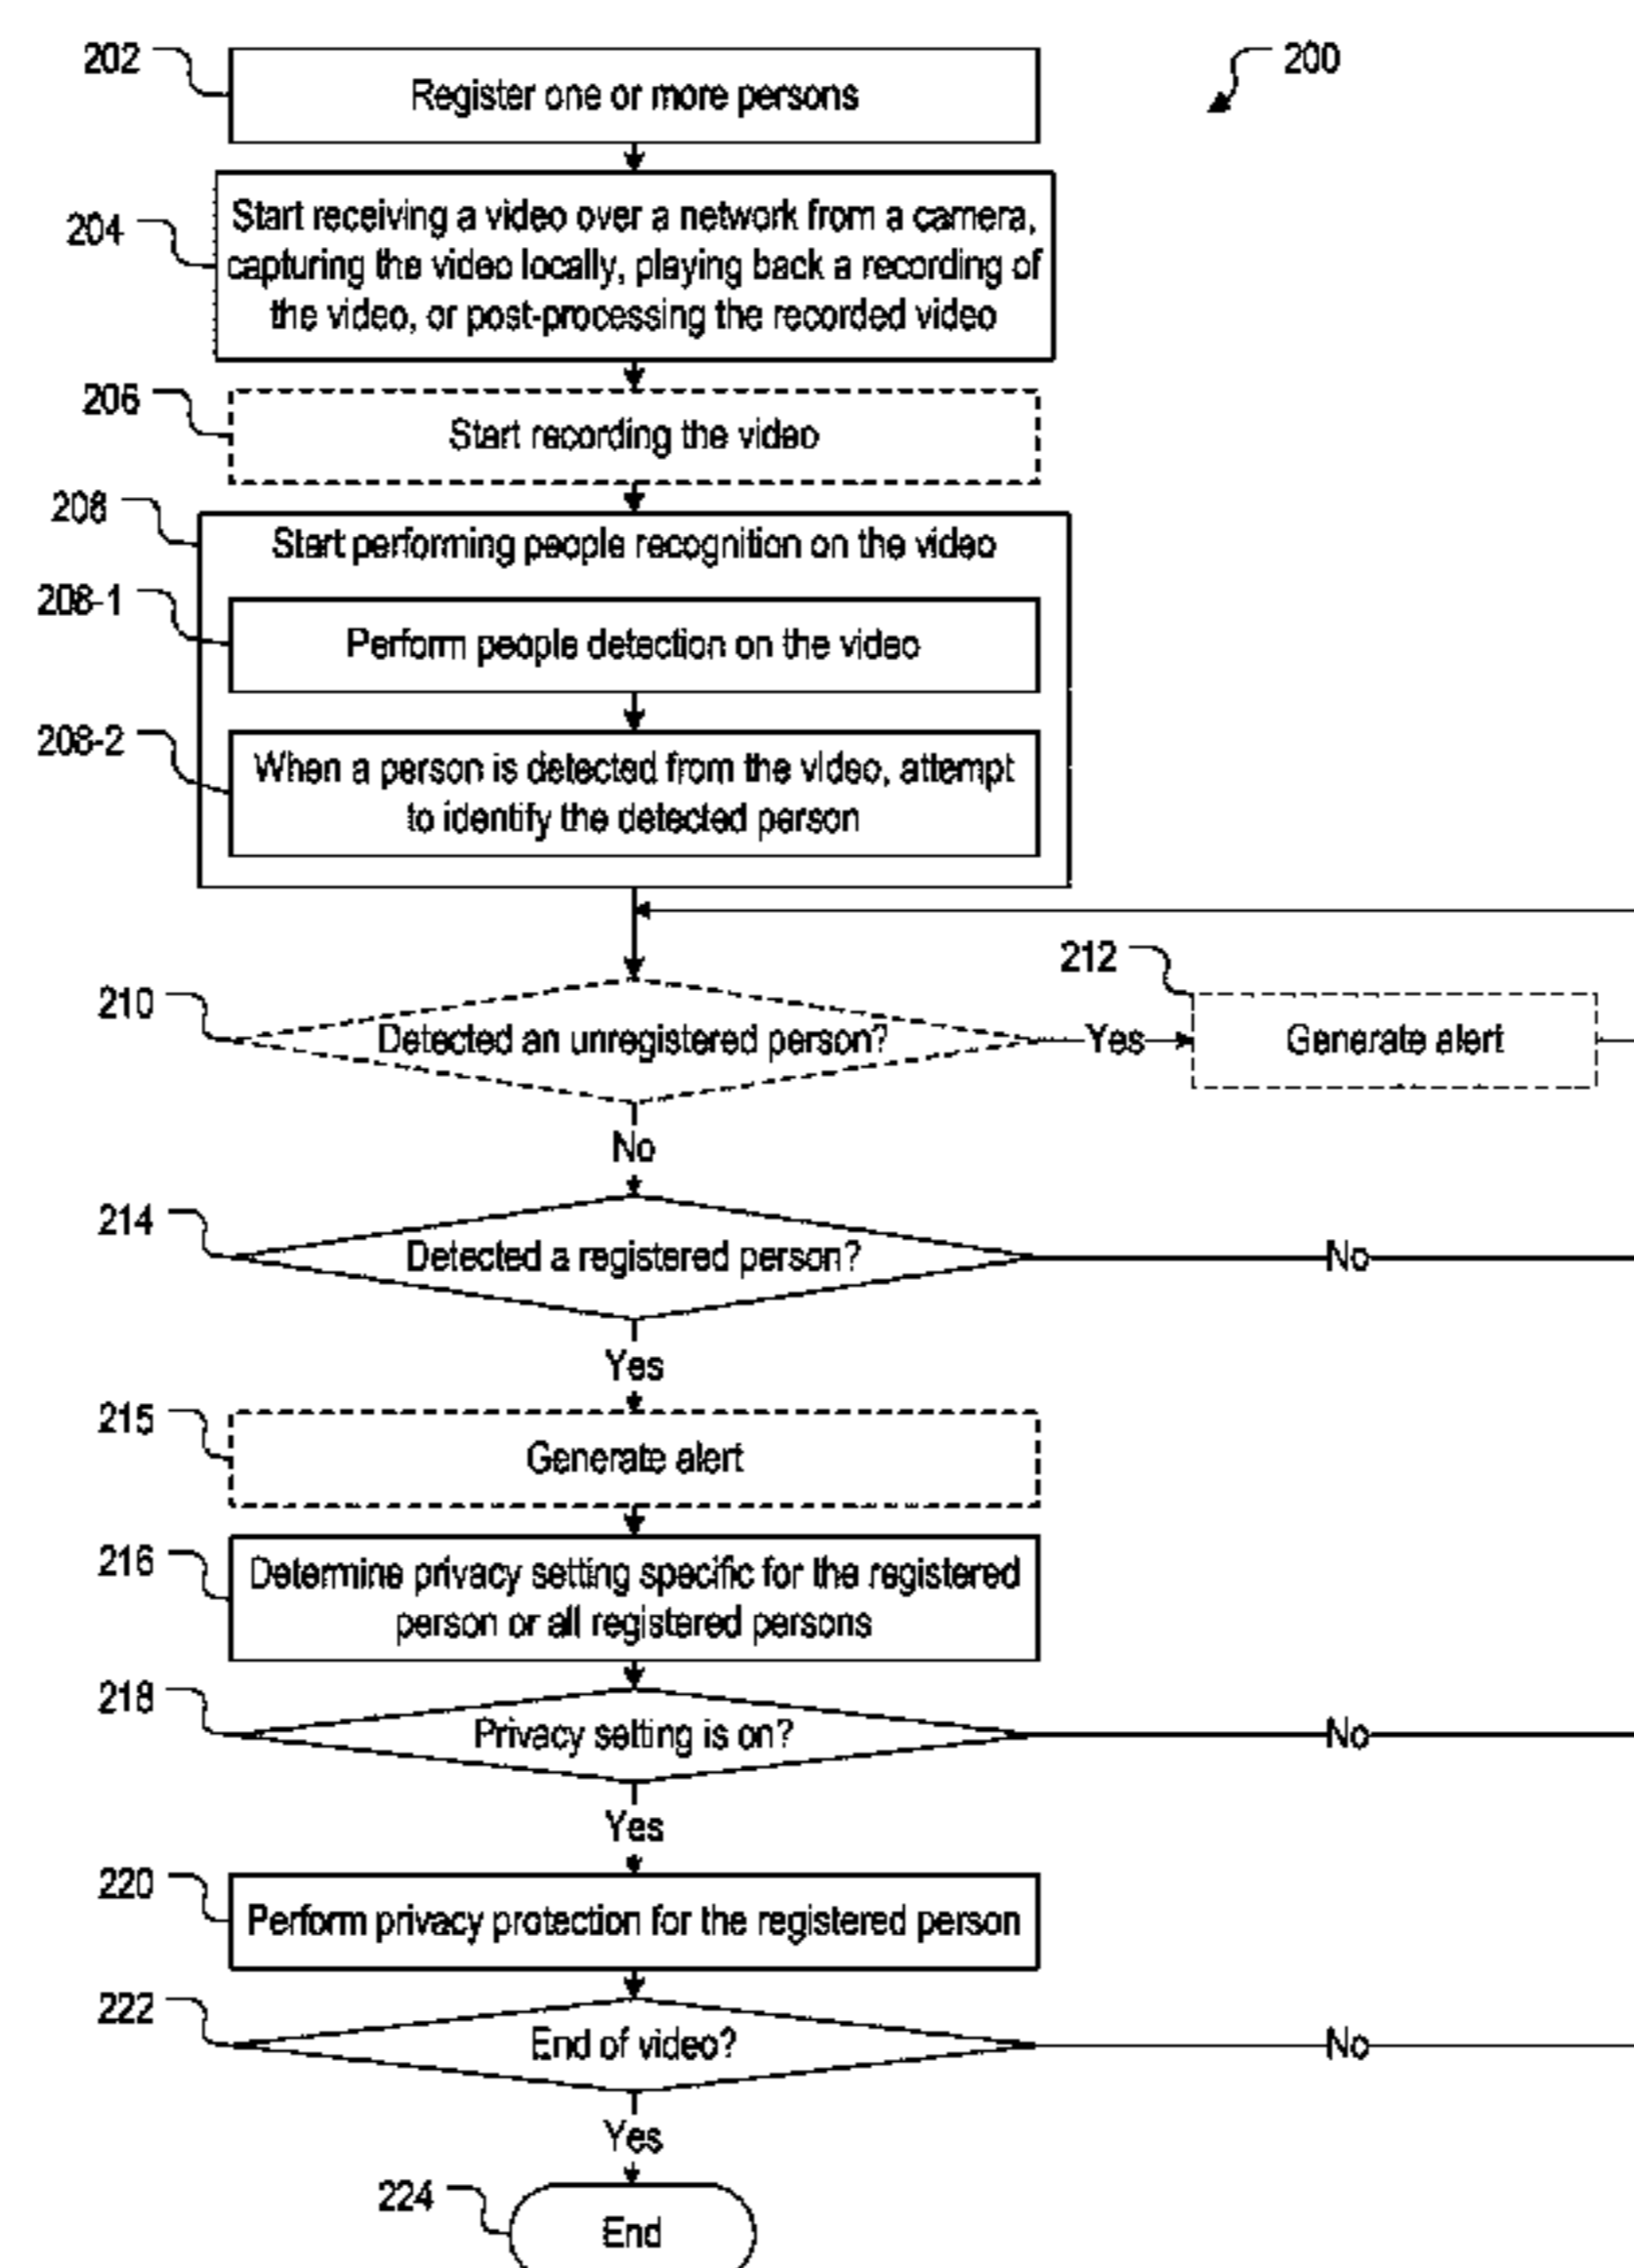 202
Register one or more persons
200
204
Start receiving a video over a network from a camera,
capturing the video locally, playing back a recording of
the video, or post-processing the recorded video
206
Start recording the video
208
Start performing people recognition on the video
208-1
Perform people detection on the video
208-2
When a person is detected from the video, attempt
to identify the detected person
210
Detected an unregistered person?
Yes
212
Generate alert
No
214
Detected a registered person?
No
Yes
215
Generate alert
216
Determine privacy setting specific for the registered
person or all registered persons
218
Privacy setting is on?
No
Yes
220
Perform privacy protection for the registered person
222
End of video?
No
Yes
224
End